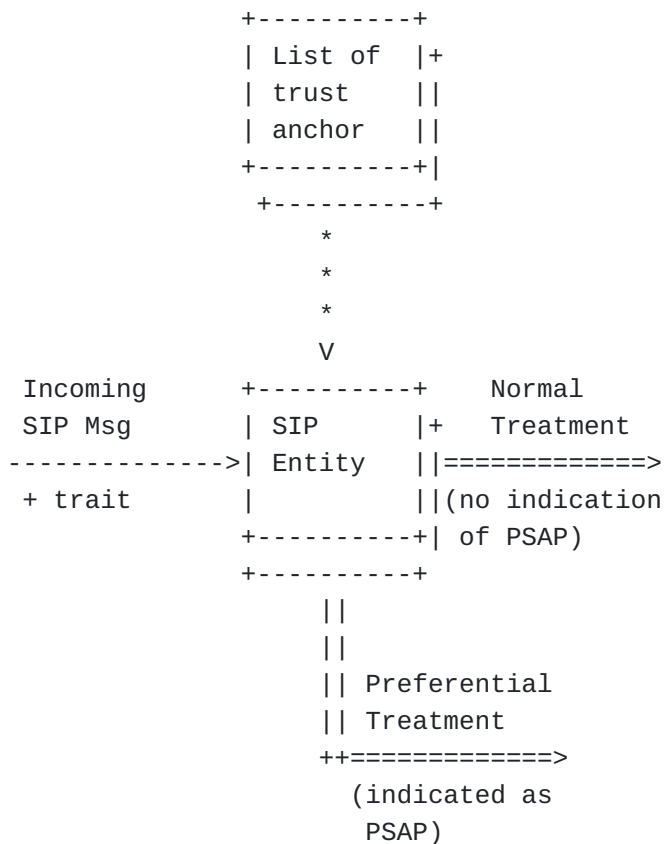 +----------+
| List of  |+
| trust    ||
| anchor   ||
+----------+|
+----------+
*
*
*
V
Incoming      +----------+    Normal
SIP Msg       | SIP      |+   Treatment
-------------->| Entity   ||=============>
+ trait       |          ||(no indication
+----------+| of PSAP)
+----------+
||
||
|| Preferential
|| Treatment
++=============>
(indicated as
PSAP)